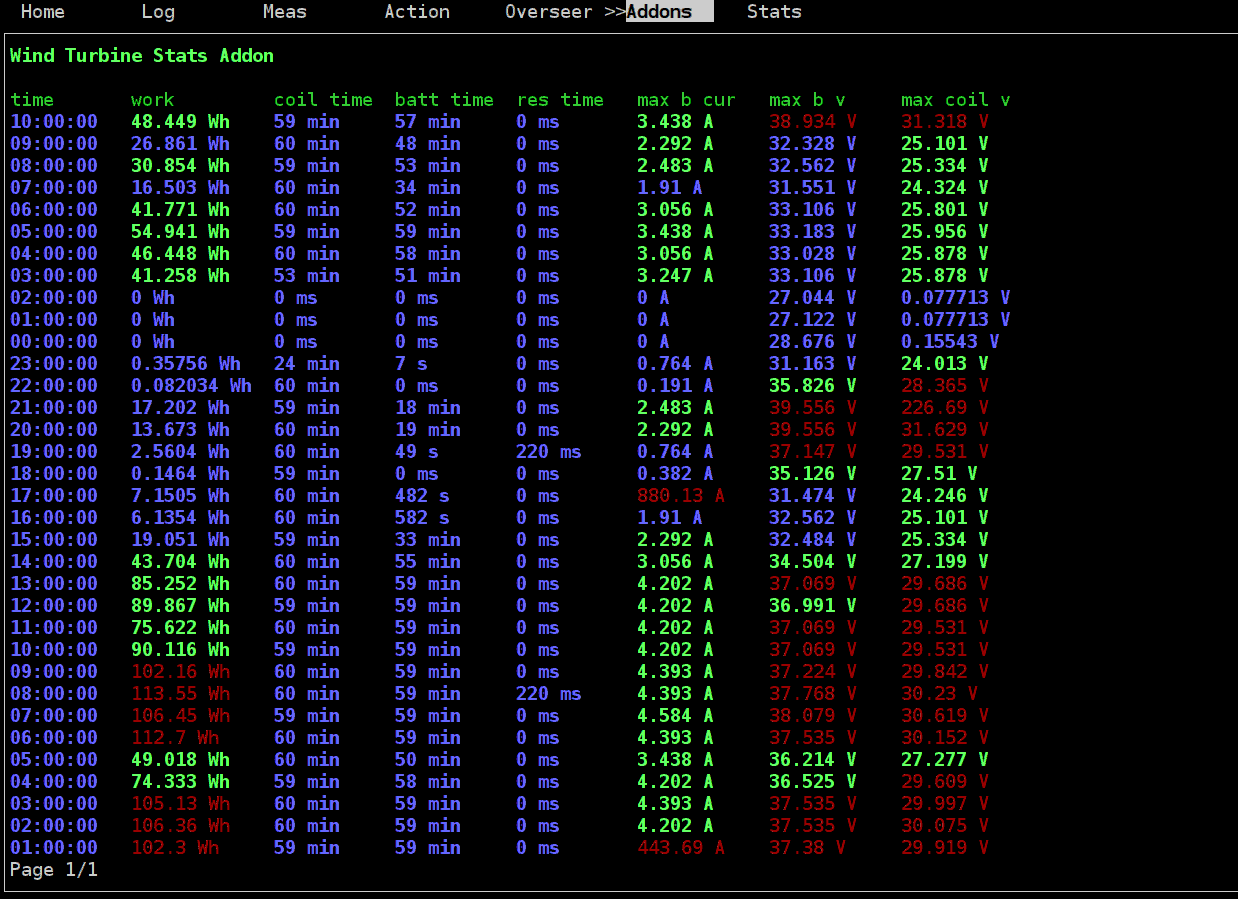 Home Log Meas Action Overseer >>Addons Stats
Wind Turbine Stats Addon
time work coil time batt time res time max b cur max b v max coil v
10:00:00 48.449 Wh 59 min 57 min 0 ms 3.438 A 38.934 V 31.318 V
09:00:00 26.861 Wh 60 min 48 min 0 ms 2.292 A 32.328 V 25.101 V
08:00:00 30.854 Wh 59 min 53 min 0 ms 2.483 A 32.562 V 25.334 V
07:00:00 16.503 Wh 60 min 34 min 0 ms 1.91 A 31.551 V 24.324 V
06:00:00 41.771 Wh 60 min 52 min 0 ms 3.056 A 33.106 V 25.801 V
05:00:00 54.941 Wh 59 min 59 min 0 ms 3.438 A 33.183 V 25.956 V
04:00:00 46.448 Wh 60 min 58 min 0 ms 3.056 A 33.028 V 25.878 V
03:00:00 41.258 Wh 53 min 51 min 0 ms 3.247 A 33.106 V 25.878 V
02:00:00 0 Wh 0 ms 0 ms 0 ms 0 A 27.044 V 0.077713 V
01:00:00 0 Wh 0 ms 0 ms 0 ms 0 A 27.122 V 0.077713 V
00:00:00 0 Wh 0 ms 0 ms 0 ms 0 A 28.676 V 0.15543 V
23:00:00 0.35756 Wh 24 min 7 s 0 ms 0.764 A 31.163 V 24.013 V
22:00:00 0.082034 Wh 60 min 0 ms 0 ms 0.191 A 35.826 V 28.365 V
21:00:00 17.202 Wh 59 min 18 min 0 ms 2.483 A 39.556 V 226.69 V
20:00:00 13.673 Wh 60 min 19 min 0 ms 2.292 A 39.556 V 31.629 V
19:00:00 2.5604 Wh 60 min 49 s 220 ms 0.764 A 37.147 V 29.531 V
18:00:00 0.1464 Wh 59 min 0 ms 0 ms 0.382 A 35.126 V 27.51 V
17:00:00 7.1505 Wh 60 min 482 s 0 ms 880.13 A 31.474 V 24.246 V
16:00:00 6.1354 Wh 60 min 582 s 0 ms 1.91 A 32.562 V 25.101 V
15:00:00 19.051 Wh 59 min 33 min 0 ms 2.292 A 32.484 V 25.334 V
14:00:00 43.704 Wh 60 min 55 min 0 ms 3.056 A 34.504 V 27.199 V
13:00:00 85.252 Wh 60 min 59 min 0 ms 4.202 A 37.069 V 29.686 V
12:00:00 89.867 Wh 59 min 59 min 0 ms 4.202 A 36.991 V 29.686 V
11:00:00 75.622 Wh 60 min 59 min 0 ms 4.202 A 37.069 V 29.531 V
10:00:00 90.116 Wh 59 min 59 min 0 ms 4.202 A 37.069 V 29.531 V
09:00:00 102.16 Wh 60 min 59 min 0 ms 4.393 A 37.224 V 29.842 V
08:00:00 113.55 Wh 60 min 59 min 220 ms 4.393 A 37.768 V 30.23 V
07:00:00 106.45 Wh 59 min 59 min 0 ms 4.584 A 38.079 V 30.619 V
06:00:00 112.7 Wh 60 min 59 min 0 ms 4.393 A 37.535 V 30.152 V
05:00:00 49.018 Wh 60 min 50 min 0 ms 3.438 A 36.214 V 27.277 V
04:00:00 74.333 Wh 59 min 58 min 0 ms 4.202 A 36.525 V 29.609 V
03:00:00 105.13 Wh 60 min 59 min 0 ms 4.393 A 37.535 V 29.997 V
02:00:00 106.36 Wh 60 min 59 min 0 ms 4.202 A 37.535 V 30.075 V
01:00:00 102.3 Wh 59 min 59 min 0 ms 443.69 A 37.38 V 29.919 V
Page 1/1